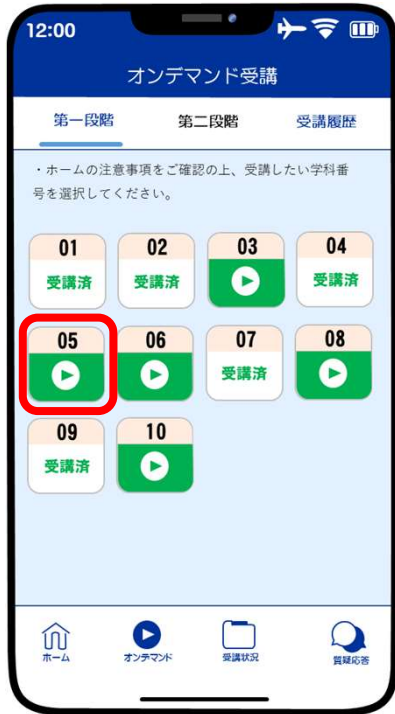 12:00
オンデマンド受講
第一段階 第二段階 受講履歴
・ホームの注意事項をご確認の上、受講したい学科番
号を選択してください。
01 02 03 04
受講済 受講済 受講済
05 06 07 08
受講済
09 10
受講済
ホーム オンデマンド 受講状況 質疑応答